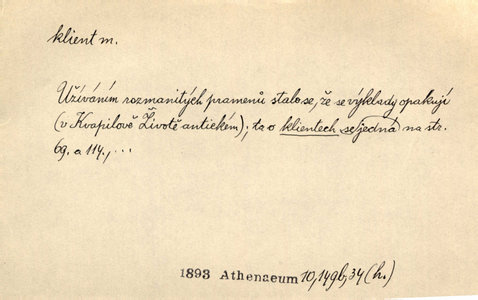 klient m.
Užíváním rozmanitých pramenů stalo se, že se výklady opakují
(v Kvapilově Životě antickém); tak o klientech se jedná na str.
69. a 114., ...
1893 Athenaeum 10,149b,34 (h.)